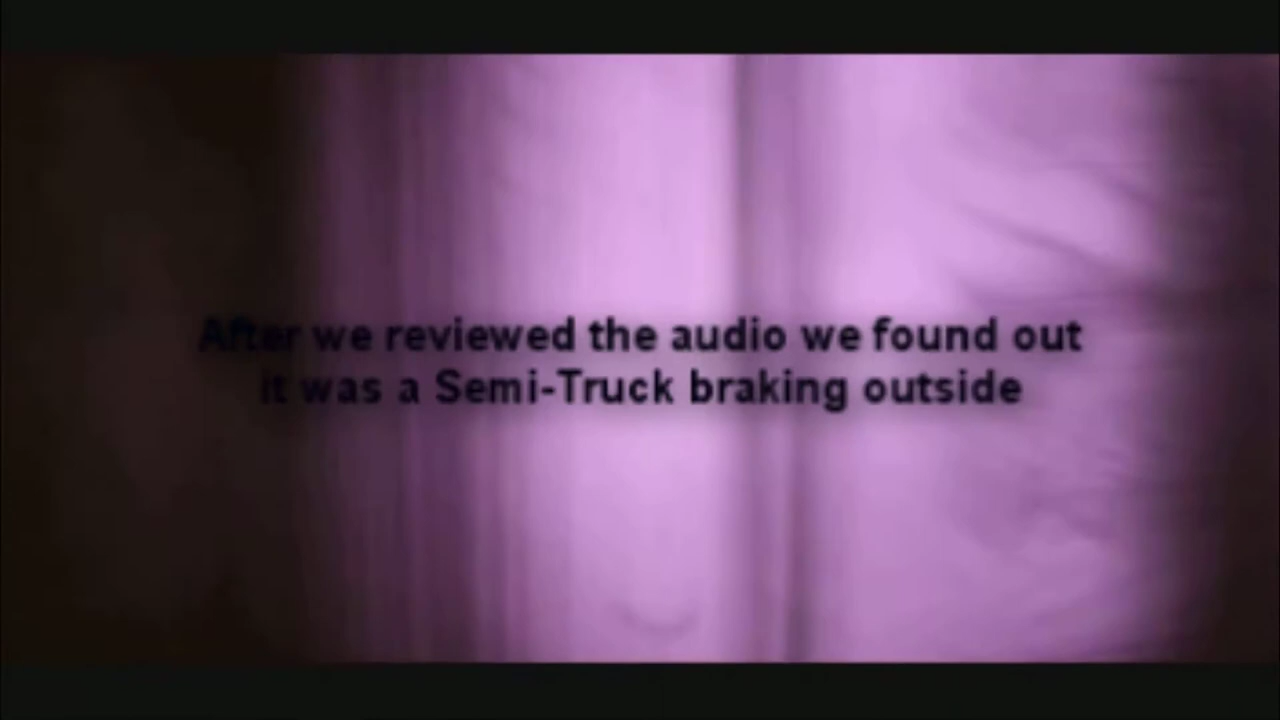 After we reviewed the audio we found out
it was a Semi-Truck braking outside